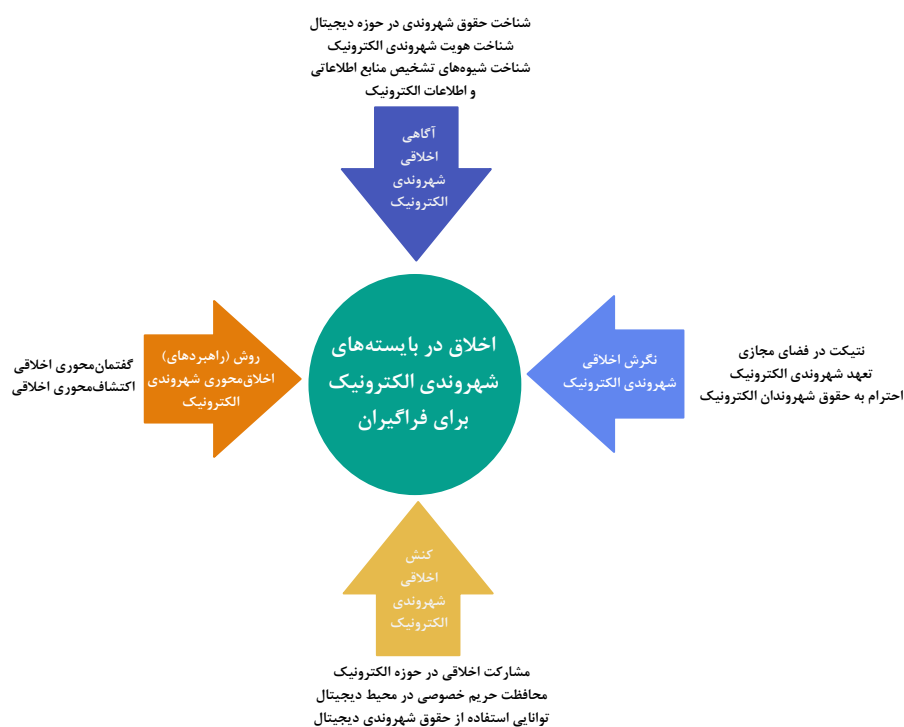 شناخت حقوق شهروندی در حوزه دیجیتال
شناخت هویت شهروندی الکترونیک
شناخت شیوه‌های تشخیص منابع اطلاعاتی
و اطلاعات الکترونیک
آگاهی
اخلاقی
شهروندی
الکترونیک
اخلاق در بایسته‌های
شهروندی الکترونیک
برای فراگیران
نگرش اخلاقی
شهروندی الکترونیک
نتیکت در فضای مجازی
تعهد شهروندی الکترونیک
احترام به حقوق شهروندان الکترونیک
روش (راهبردهای)
اخلاق‌محوری شهروندی
الکترونیک
گفتمان‌محوری اخلاقی
اکتشاف‌محوری اخلاقی
کنش
اخلاقی
شهروندی
الکترونیک
مشارکت اخلاقی در حوزه الکترونیک
محافظت حریم خصوصی در محیط دیجیتال
توانایی استفاده از حقوق شهروندی دیجیتال